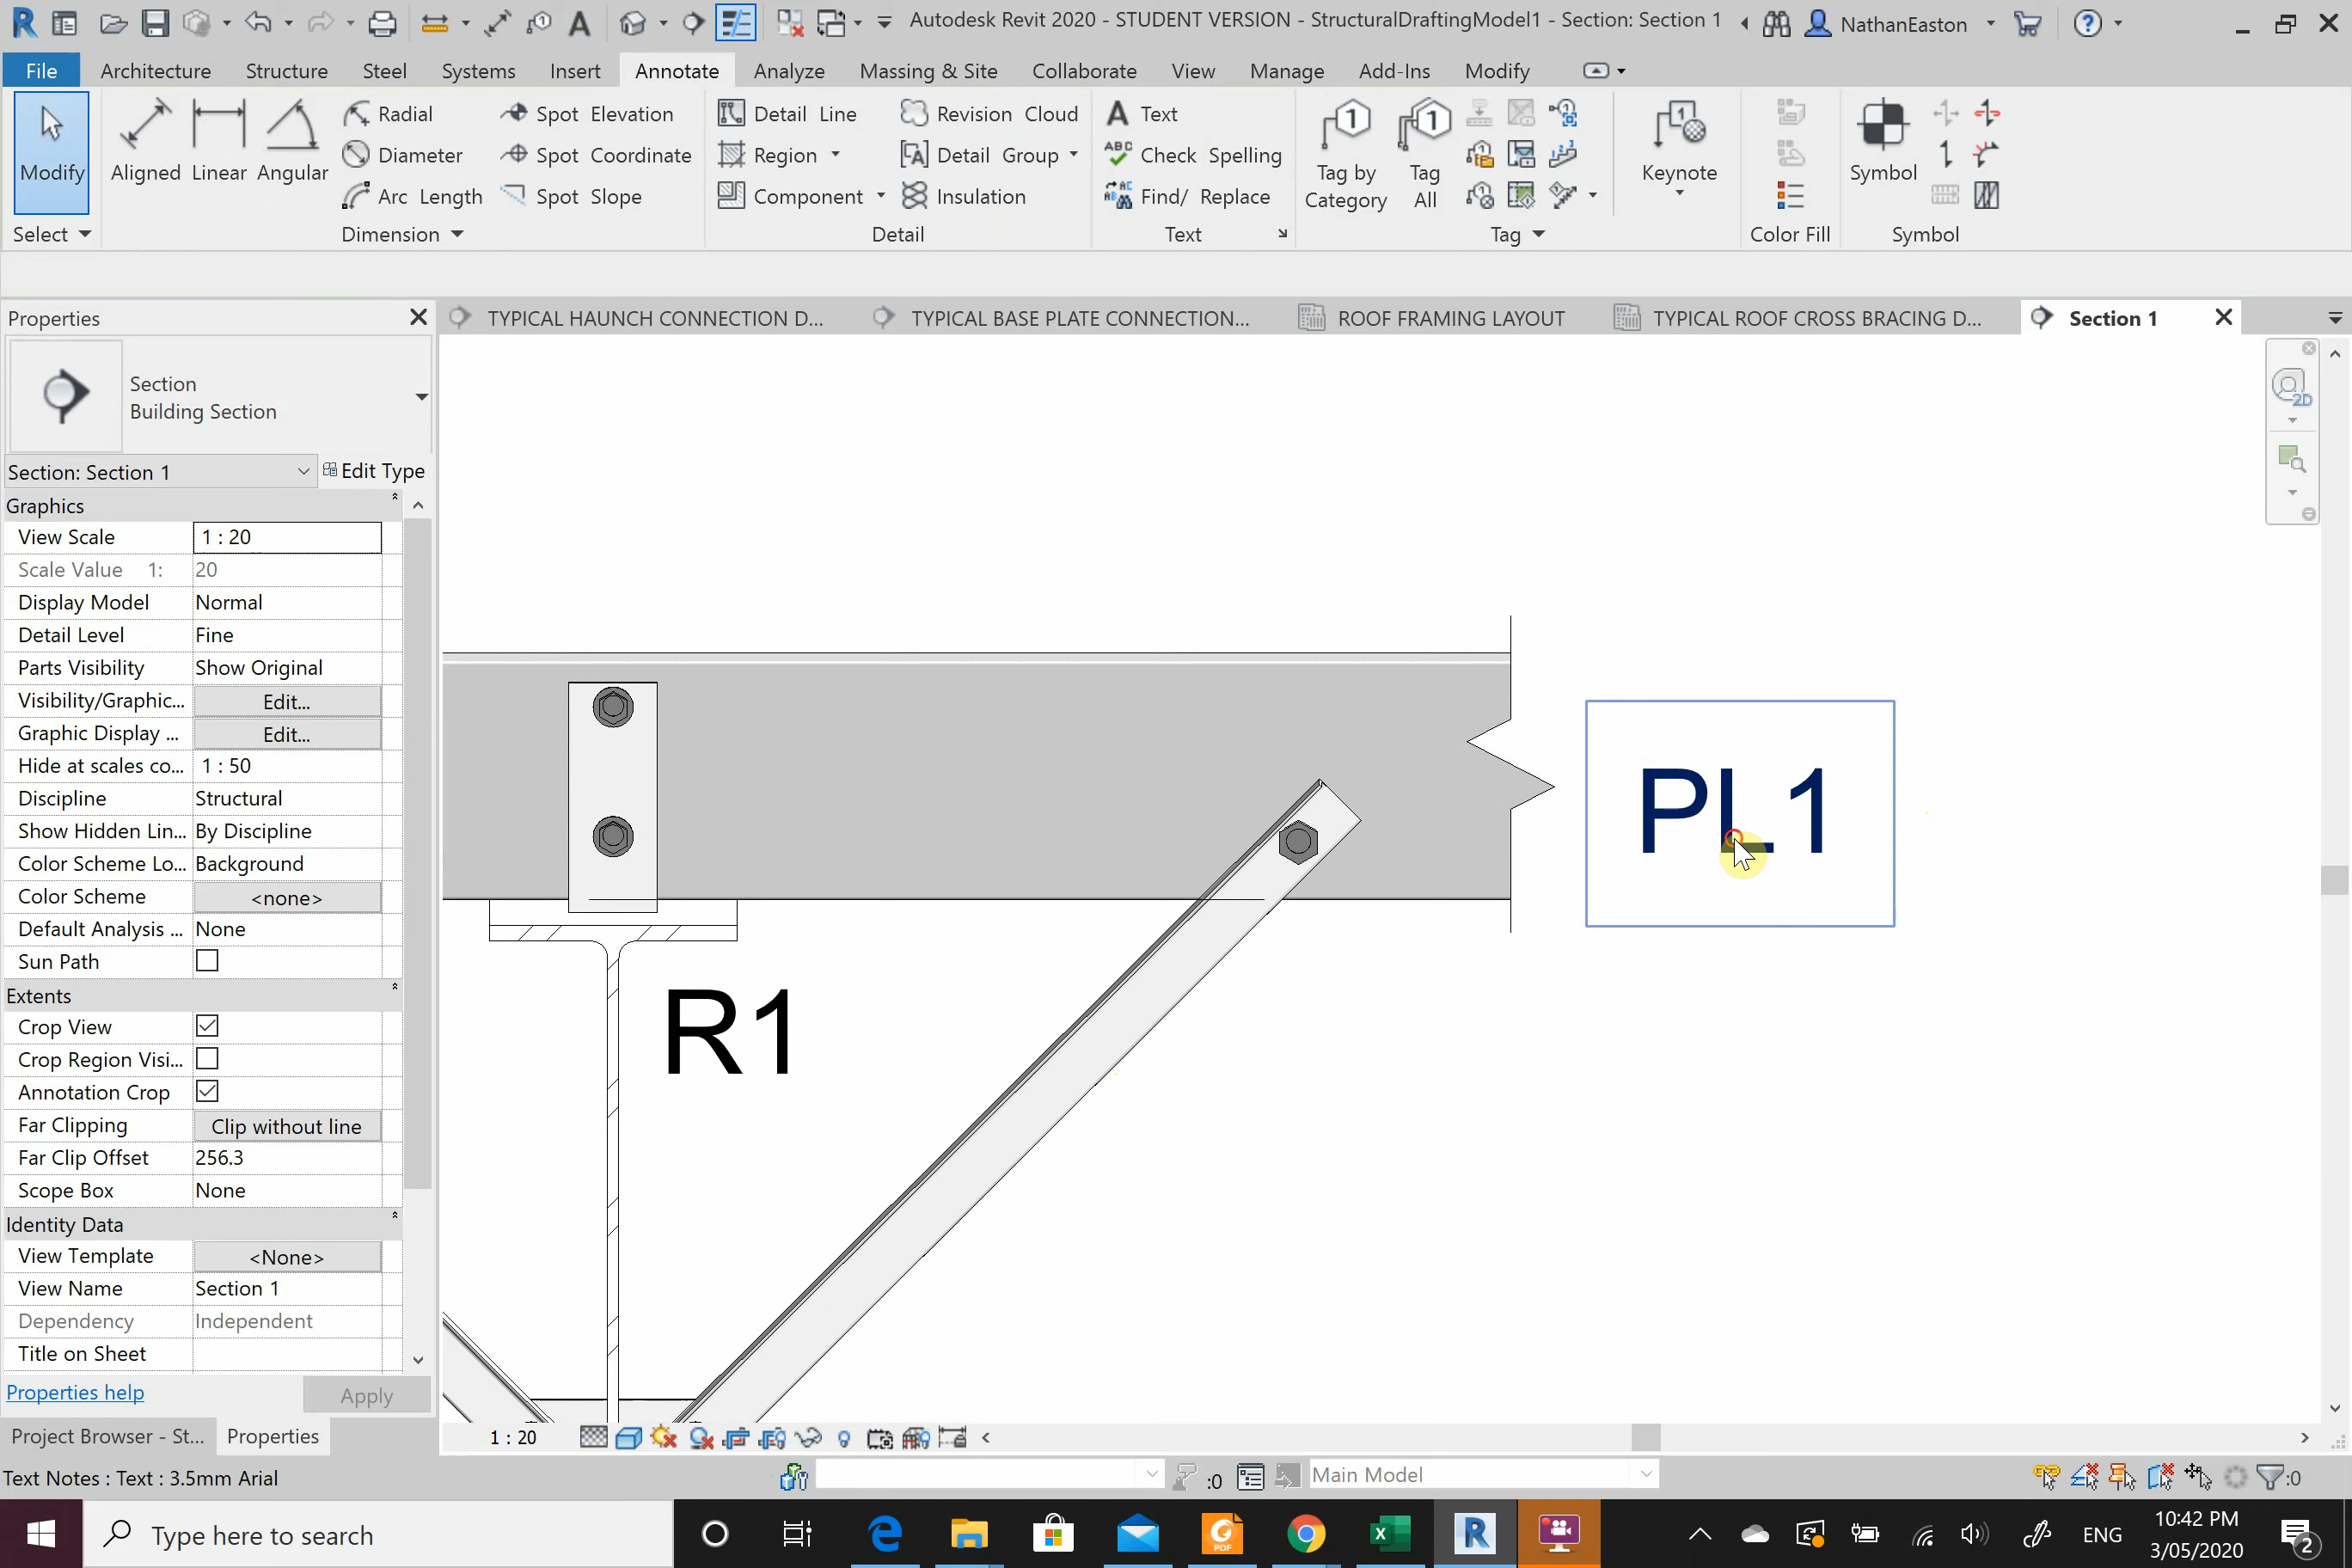 Autodesk Revit 2020 - STUDENT VERSION - StructuralDraftingModel1 - Section: Section 1
NathanEaston
File Architecture Structure Steel Systems Insert Annotate Analyze Massing & Site Collaborate View Manage Add-Ins Modify
Modify
Select
Aligned
Linear
Angular
Radial
Diameter
Arc Length
Spot Elevation
Spot Coordinate
Spot Slope
Dimension
Detail Line
Region
Component
Revision Cloud
Detail Group
Insulation
Detail
Text
Check Spelling
Find/ Replace
Text
Tag by Category
Tag All
Tag
Keynote
Color Fill
Symbol
Symbol
Properties
TYPICAL HAUNCH CONNECTION D...
TYPICAL BASE PLATE CONNECTION...
ROOF FRAMING LAYOUT
TYPICAL ROOF CROSS BRACING D...
Section 1
Section
Building Section
Section: Section 1
Edit Type
Graphics
View Scale 1 : 20
Scale Value 1: 20
Display Model Normal
Detail Level Fine
Parts Visibility Show Original
Visibility/Graphic... Edit...
Graphic Display ... Edit...
Hide at scales co... 1 : 50
Discipline Structural
Show Hidden Lin... By Discipline
Color Scheme Lo... Background
Color Scheme <none>
Default Analysis ... None
Sun Path
Extents
Crop View
Crop Region Visi...
Annotation Crop
Far Clipping Clip without line
Far Clip Offset 256.3
Scope Box None
Identity Data
View Template <None>
View Name Section 1
Dependency Independent
Title on Sheet
Properties help
Apply
Project Browser - St...
Properties
PL1
R1
2D
1 : 20
Text Notes : Text : 3.5mm Arial
:0
Main Model
:0
Type here to search
ENG
10:42 PM
3/05/2020
2